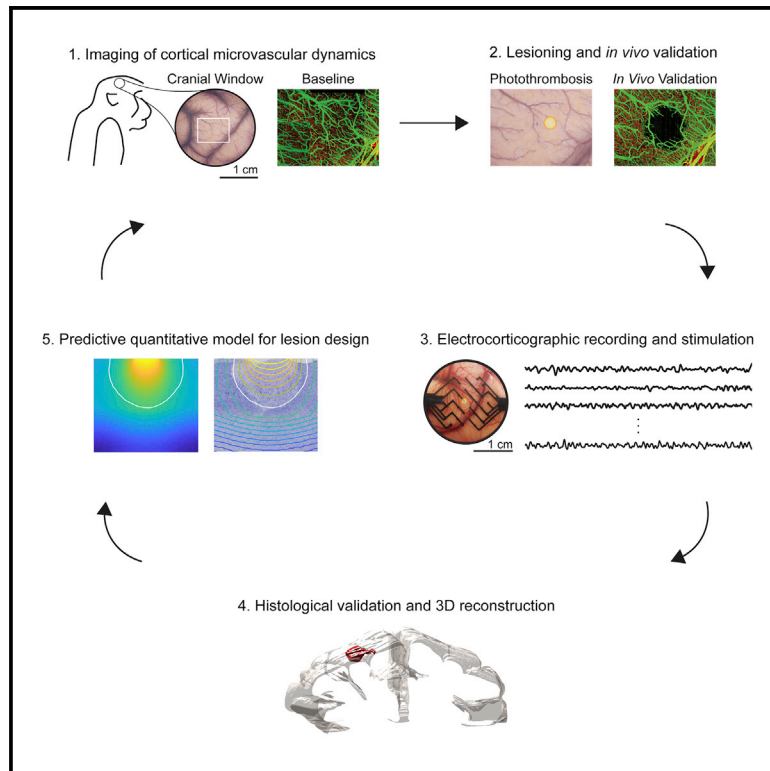 1. Imaging of cortical microvascular dynamics
Cranial Window
Baseline
1 cm
2. Lesioning and in vivo validation
Photothrombosis
In Vivo Validation
5. Predictive quantitative model for lesion design
3. Electrocorticographic recording and stimulation
1 cm
4. Histological validation and 3D reconstruction